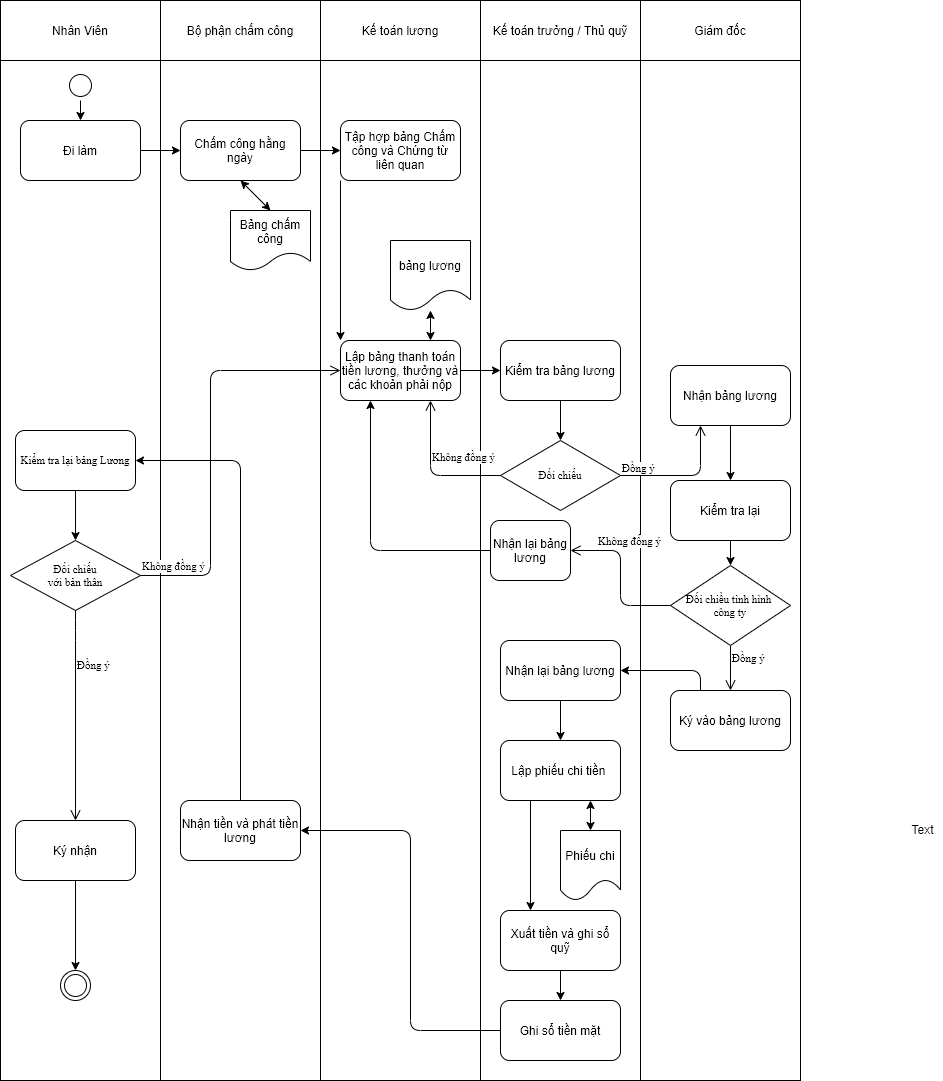 Nhân Viên
Bộ phận chấm công
Kế toán lương
Kế toán trưởng / Thủ quỹ
Giám đốc
Đi làm
Chấm công hằng
ngày
Tập hợp bảng Chấm
công và Chứng từ
liên quan
Bảng chấm
công
bảng lương
Lập bảng thanh toán
tiền lương, thưởng và
các khoản phải nộp
Kiểm tra bảng lương
Nhận bảng lương
Không đồng ý
Đối chiếu
Đồng ý
Kiểm tra lại bảng Lương
Kiểm tra lại
Nhận lại bảng
lương
Không đồng ý
Đối chiếu
với bản thân
Không đồng ý
Đối chiều tình hình
công ty
Đồng ý
Đồng ý
Nhận lại bảng lương
Ký vào bảng lương
Lập phiếu chi tiền
Nhận tiền và phát tiền
lương
Text
Ký nhận
Phiếu chi
Xuất tiền và ghi sổ
quỹ
Ghi sổ tiền mặt